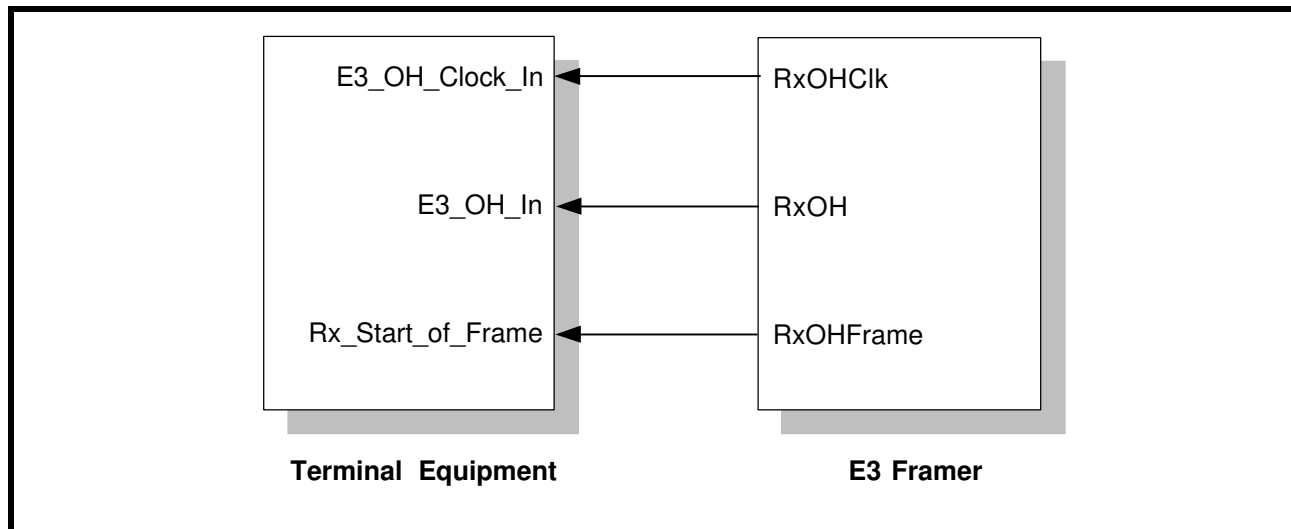 E3_OH_Clock_In
RxOHClk
E3_OH_In
RxOH
Rx_Start_of_Frame
RxOHFrame
Terminal Equipment
E3 Framer